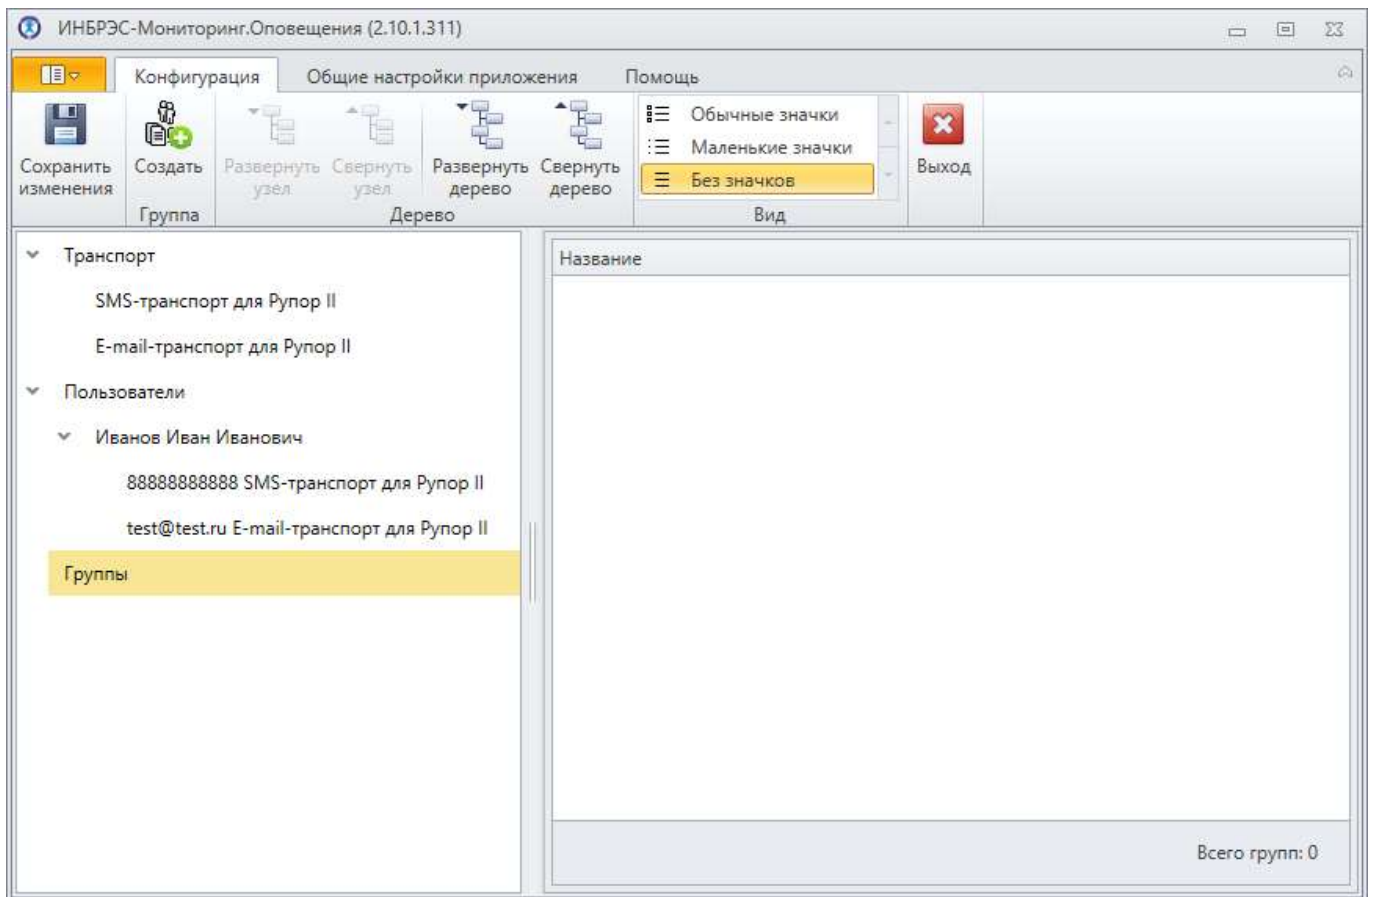 ИНБРЭС-Мониторинг.Оповещения (2.10.1.311)
Конфигурация Общие настройки приложения Помощь
Сохранить изменения
Создать
Группа
Развернуть узел
Свернуть узел
Развернуть дерево
Свернуть дерево
Дерево
Обычные значки
Маленькие значки
Без значков
Вид
Выход
Транспорт
SMS-транспорт для Рупор II
E-mail-транспорт для Рупор II
Пользователи
Иванов Иван Иванович
88888888888 SMS-транспорт для Рупор II
test@test.ru E-mail-транспорт для Рупор II
Группы
Название
Всего групп: 0